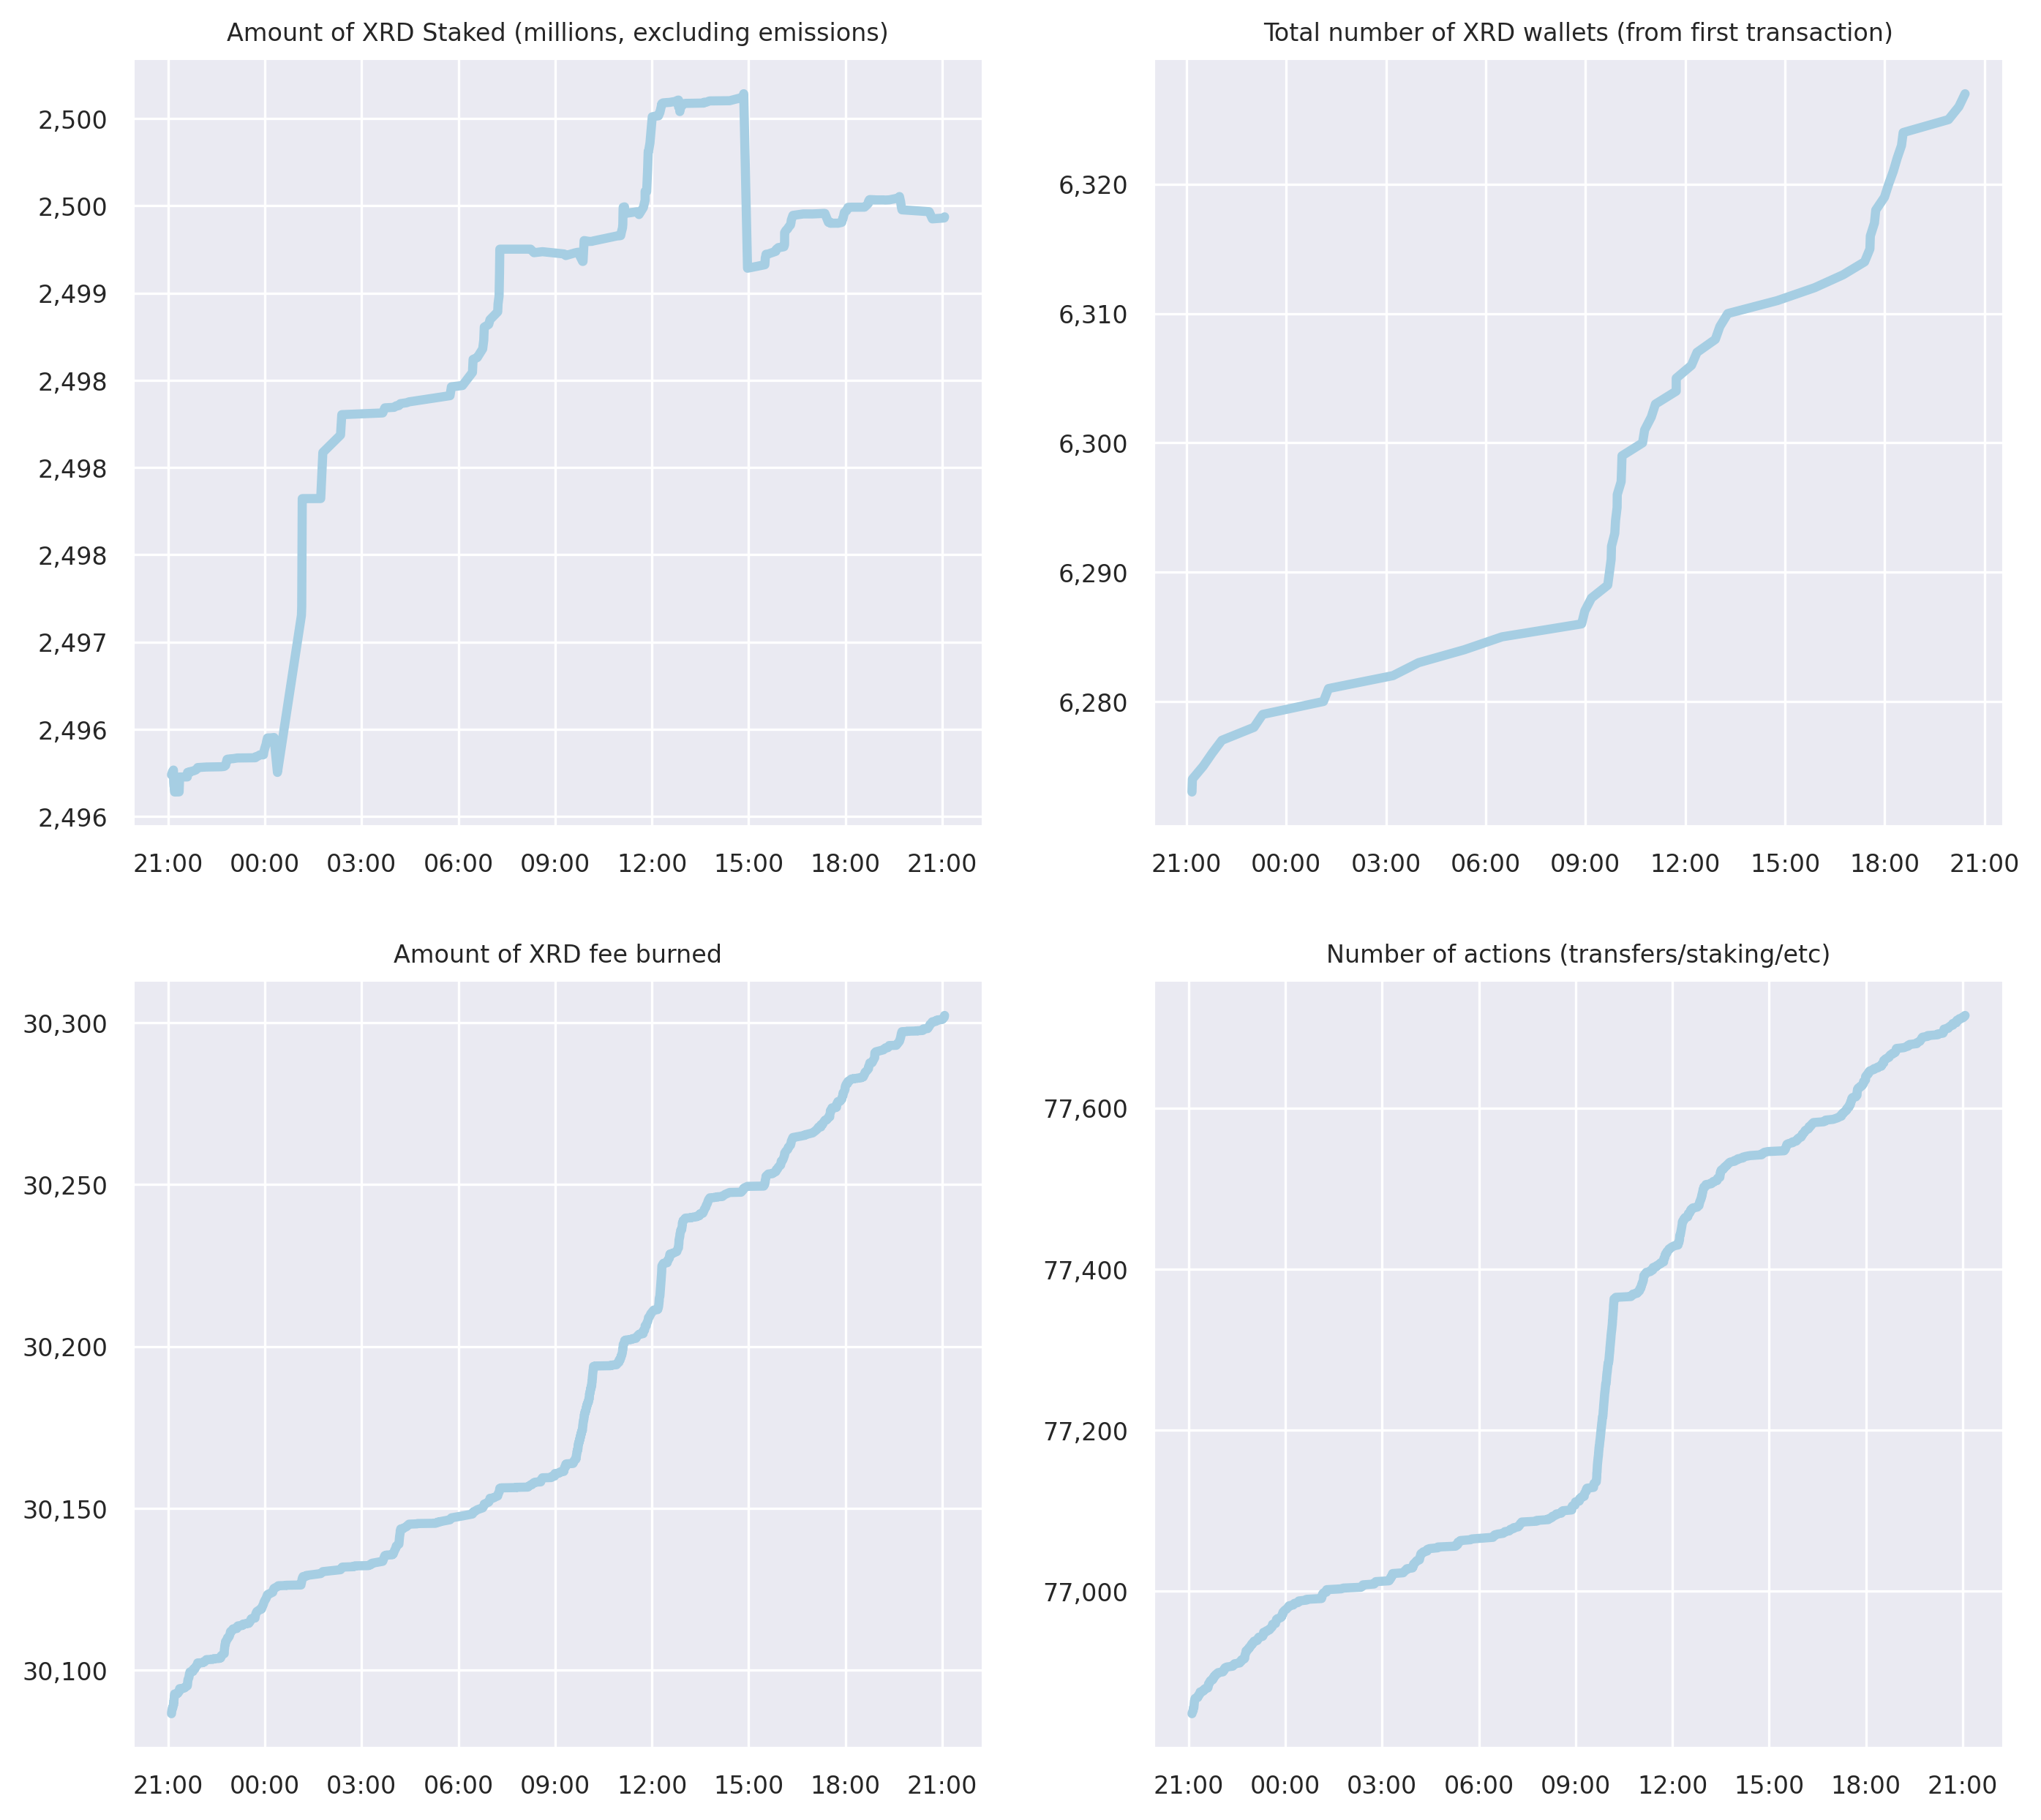 Amount of XRD Staked (millions, excluding emissions)
2,500
2,500
2,499
2,498
2,498
2,498
2,497
2,496
2,496
21:00 00:00 03:00 06:00 09:00 12:00 15:00 18:00 21:00
Total number of XRD wallets (from first transaction)
6,320
6,310
6,300
6,290
6,280
21:00 00:00 03:00 06:00 09:00 12:00 15:00 18:00 21:00
Amount of XRD fee burned
30,300
30,250
30,200
30,150
30,100
21:00 00:00 03:00 06:00 09:00 12:00 15:00 18:00 21:00
Number of actions (transfers/staking/etc)
77,600
77,400
77,200
77,000
21:00 00:00 03:00 06:00 09:00 12:00 15:00 18:00 21:00